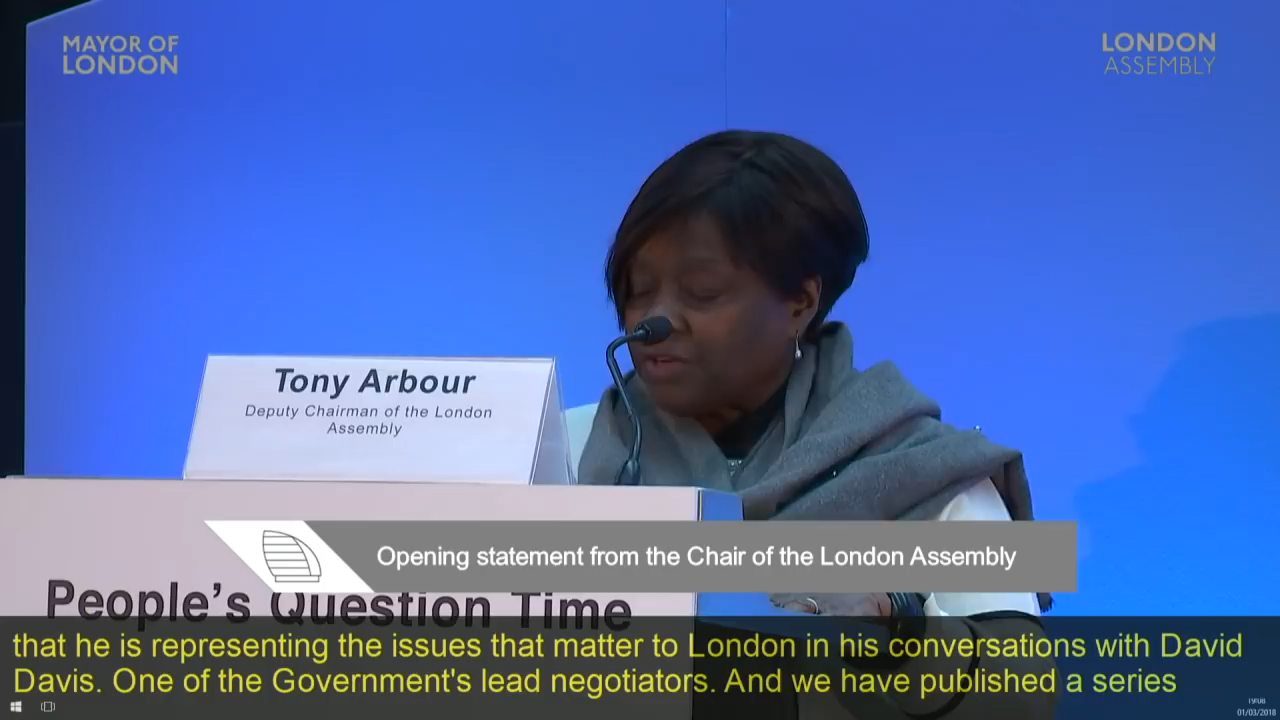 MAYOR OF
LONDON
LONDON
ASSEMBLY
Tony Arbour
Deputy Chairman of the London
Assembly
Opening statement from the Chair of the London Assembly
People's Question Time
that he is representing the issues that matter to London in his conversations with David
Davis. One of the Government's lead negotiators. And we have published a series
01/03/2018